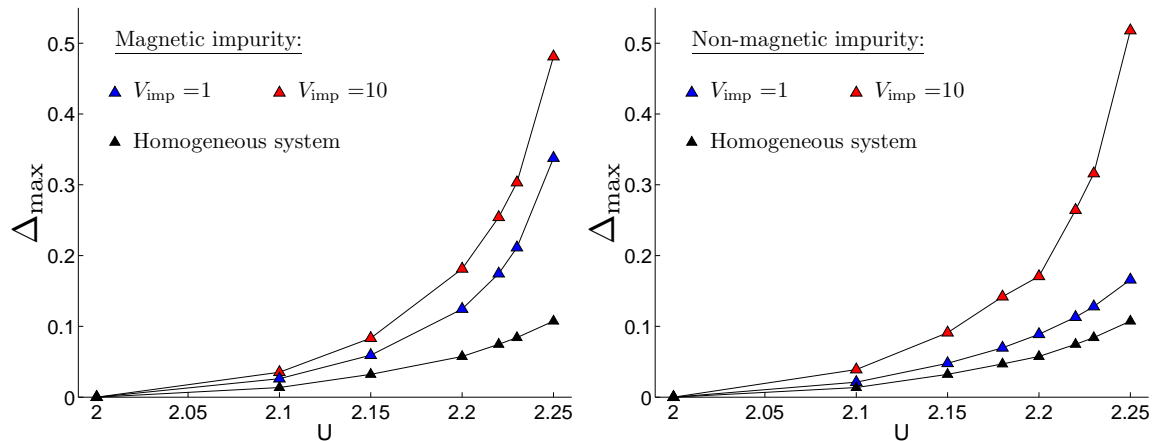 Magnetic impurity:
V_imp =1 V_imp =10
Homogeneous system
Δ_max
0.5
0.4
0.3
0.2
0.1
0
2 2.05 2.1 2.15 2.2 2.25
U
Non-magnetic impurity:
V_imp =1 V_imp =10
Homogeneous system
Δ_max
0.5
0.4
0.3
0.2
0.1
0
2 2.05 2.1 2.15 2.2 2.25
U